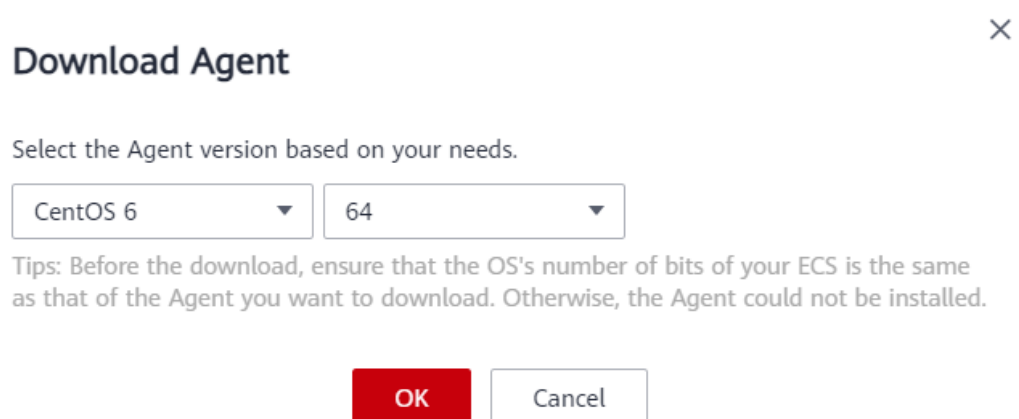 Download Agent
Select the Agent version based on your needs.
CentOS 6 64
Tips: Before the download, ensure that the OS's number of bits of your ECS is the same
as that of the Agent you want to download. Otherwise, the Agent could not be installed.
OK Cancel